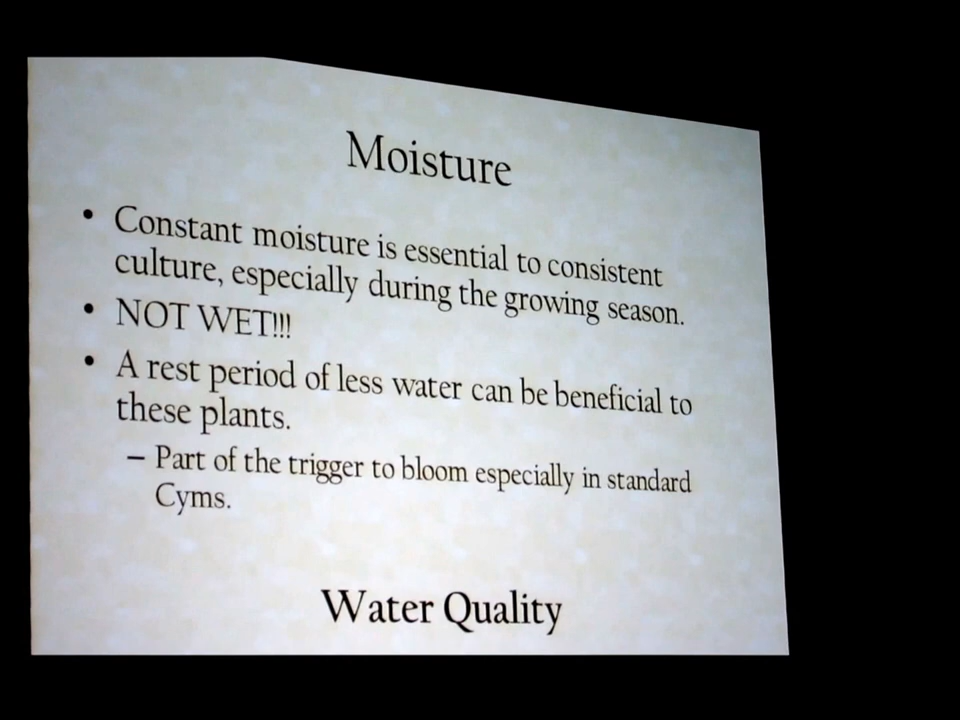 Moisture
• Constant moisture is essential to consistent
culture, especially during the growing season.
• NOT WET!!!
• A rest period of less water can be beneficial to
these plants.
– Part of the trigger to bloom especially in standard
Cyms.
Water Quality